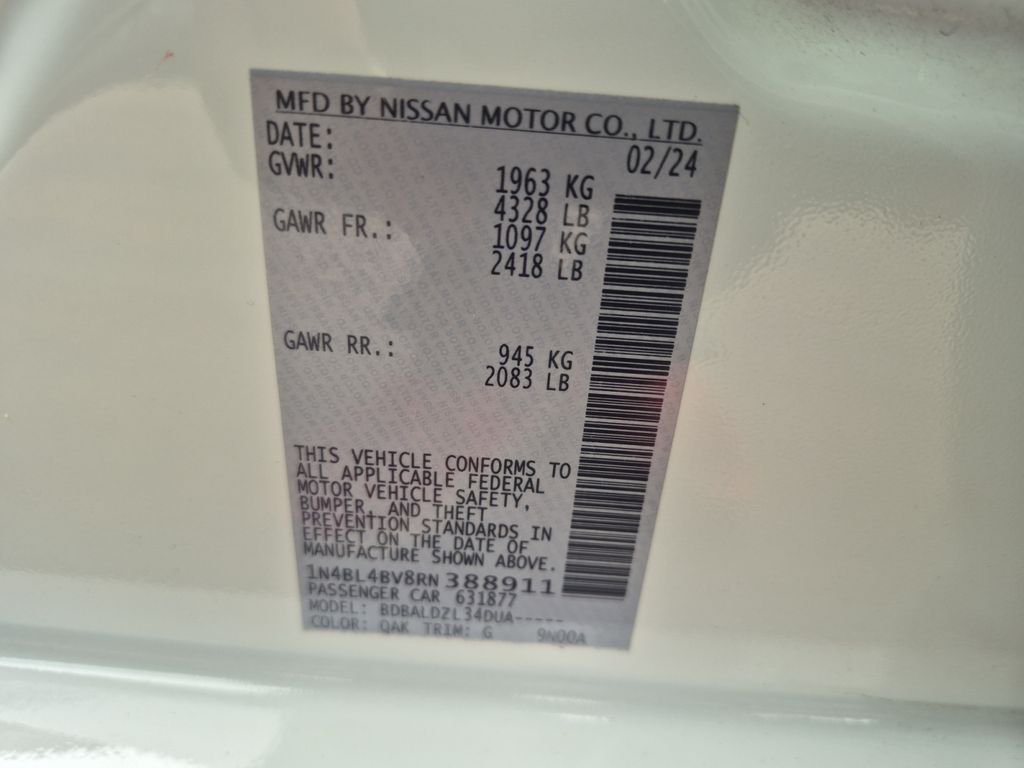 MFD BY NISSAN MOTOR CO., LTD.
DATE: 02/24
GVWR: 1963 KG
4328 LB
GAWR FR.: 1097 KG
2418 LB
GAWR RR.: 945 KG
2083 LB
THIS VEHICLE CONFORMS TO
ALL APPLICABLE FEDERAL
MOTOR VEHICLE SAFETY,
BUMPER, AND THEFT
PREVENTION STANDARDS IN
EFFECT ON THE DATE OF
MANUFACTURE SHOWN ABOVE.
1N4BL4BV8RN388911
PASSENGER CAR 631877
MODEL: BDBALDZL34DUA-----
COLOR: QAK TRIM: G 9N00A